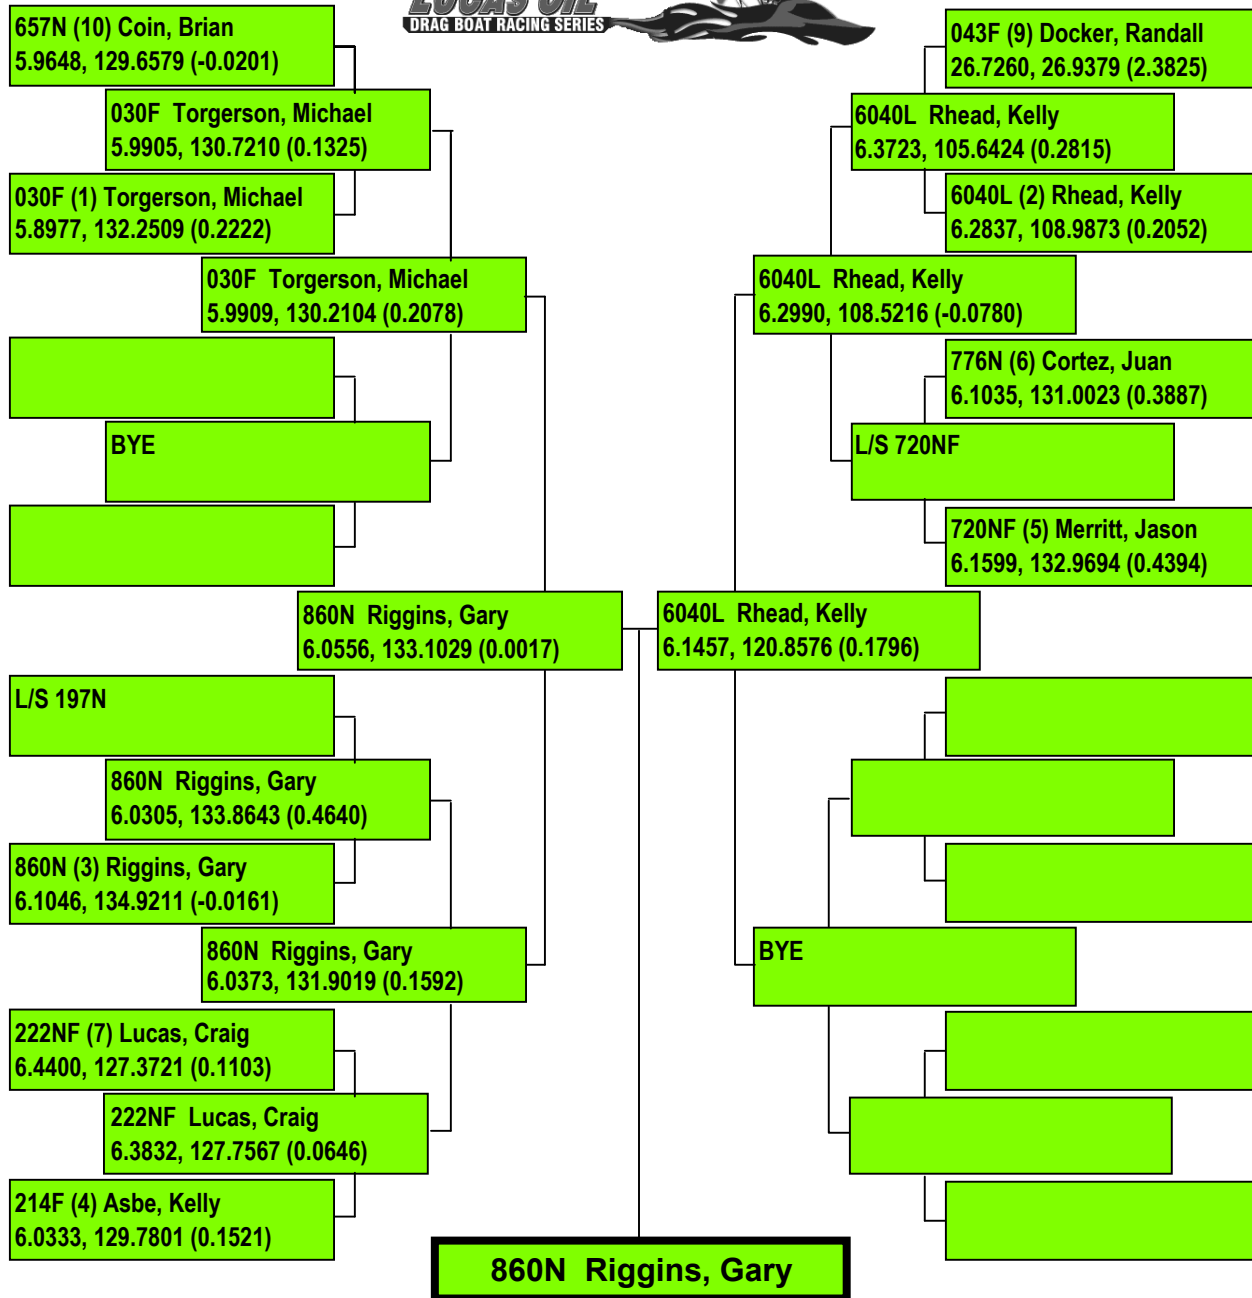 LUCAS OIL
DRAG BOAT RACING SERIES
657N (10) Coin, Brian
5.9648, 129.6579 (-0.0201)
030F  Torgerson, Michael
5.9905, 130.7210 (0.1325)
030F (1) Torgerson, Michael
5.8977, 132.2509 (0.2222)
030F  Torgerson, Michael
5.9909, 130.2104 (0.2078)
BYE
860N  Riggins, Gary
6.0556, 133.1029 (0.0017)
L/S 197N
860N  Riggins, Gary
6.0305, 133.8643 (0.4640)
860N (3) Riggins, Gary
6.1046, 134.9211 (-0.0161)
860N  Riggins, Gary
6.0373, 131.9019 (0.1592)
222NF (7) Lucas, Craig
6.4400, 127.3721 (0.1103)
222NF  Lucas, Craig
6.3832, 127.7567 (0.0646)
214F (4) Asbe, Kelly
6.0333, 129.7801 (0.1521)
043F (9) Docker, Randall
26.7260, 26.9379 (2.3825)
6040L  Rhead, Kelly
6.3723, 105.6424 (0.2815)
6040L (2) Rhead, Kelly
6.2837, 108.9873 (0.2052)
6040L  Rhead, Kelly
6.2990, 108.5216 (-0.0780)
776N (6) Cortez, Juan
6.1035, 131.0023 (0.3887)
L/S 720NF
720NF (5) Merritt, Jason
6.1599, 132.9694 (0.4394)
6040L  Rhead, Kelly
6.1457, 120.8576 (0.1796)
BYE
860N  Riggins, Gary